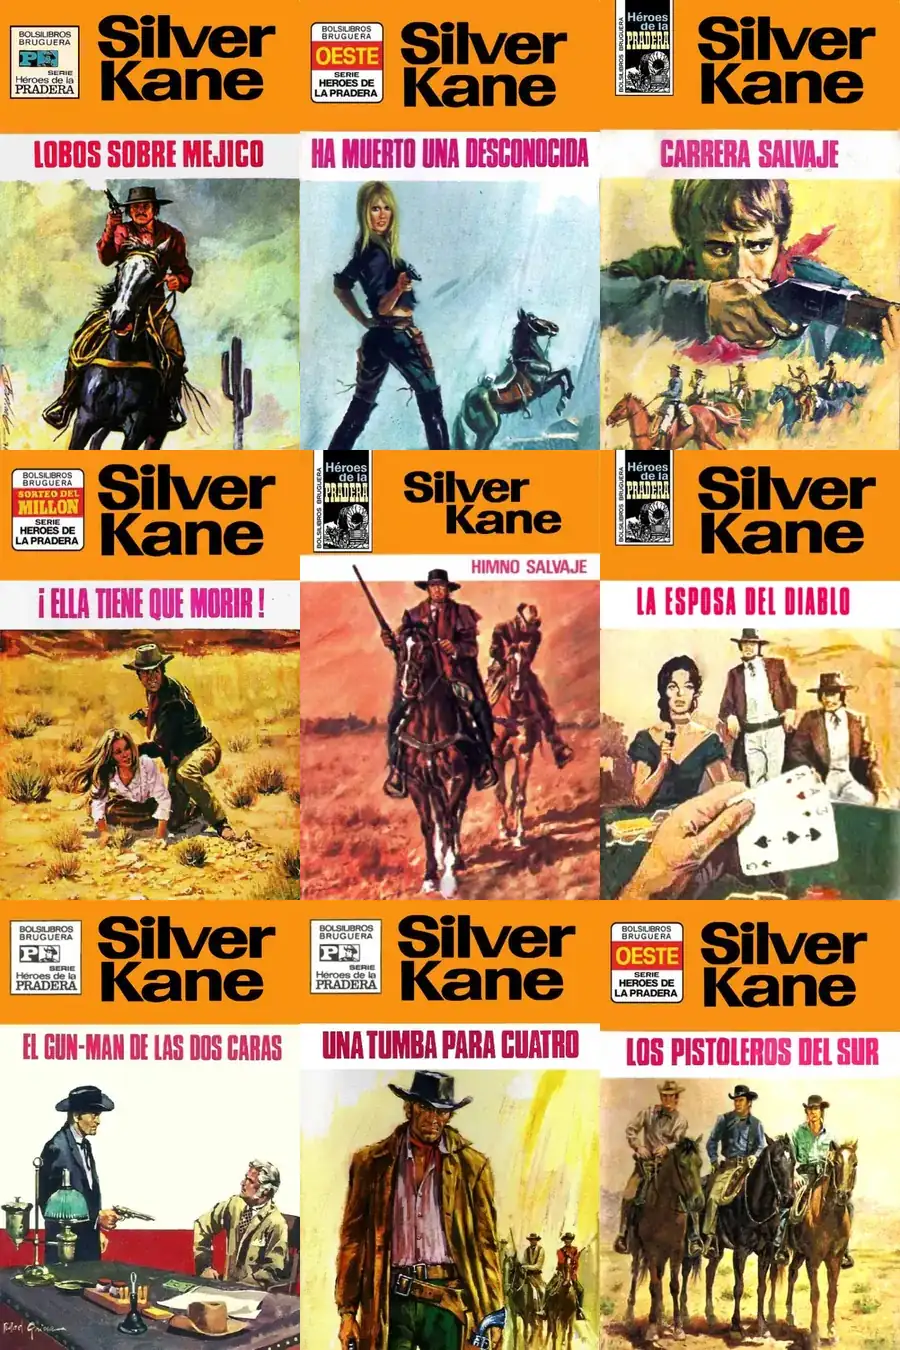 BOLSILIBROS
BRUGUERA
SERIE
Héroes de la
PRADERA
Silver
Kane
LOBOS SOBRE MEJICO
BOLSILIBROS
BRUGUERA
OESTE
SERIE
HEROES DE
LA PRADERA
Silver
Kane
HA MUERTO UNA DESCONOCIDA
BOLSILIBROS BRUGUERA
Héroes
de la
PRADERA
Silver
Kane
CARRERA SALVAJE
BOLSILIBROS
BRUGUERA
SORTEO DEL
MILLON
SERIE
HEROES DE
LA PRADERA
Silver
Kane
¡ ELLA TIENE QUE MORIR !
BOLSILIBROS BRUGUERA
Héroes
de la
PRADERA
Silver
Kane
HIMNO SALVAJE
BOLSILIBROS BRUGUERA
Héroes
de la
PRADERA
Silver
Kane
LA ESPOSA DEL DIABLO
BOLSILIBROS
BRUGUERA
SERIE
Héroes de la
PRADERA
Silver
Kane
EL GUN-MAN DE LAS DOS CARAS
BOLSILIBROS
BRUGUERA
SERIE
Héroes de la
PRADERA
Silver
Kane
UNA TUMBA PARA CUATRO
BOLSILIBROS
BRUGUERA
OESTE
SERIE
HEROES DE
LA PRADERA
Silver
Kane
LOS PISTOLEROS DEL SUR